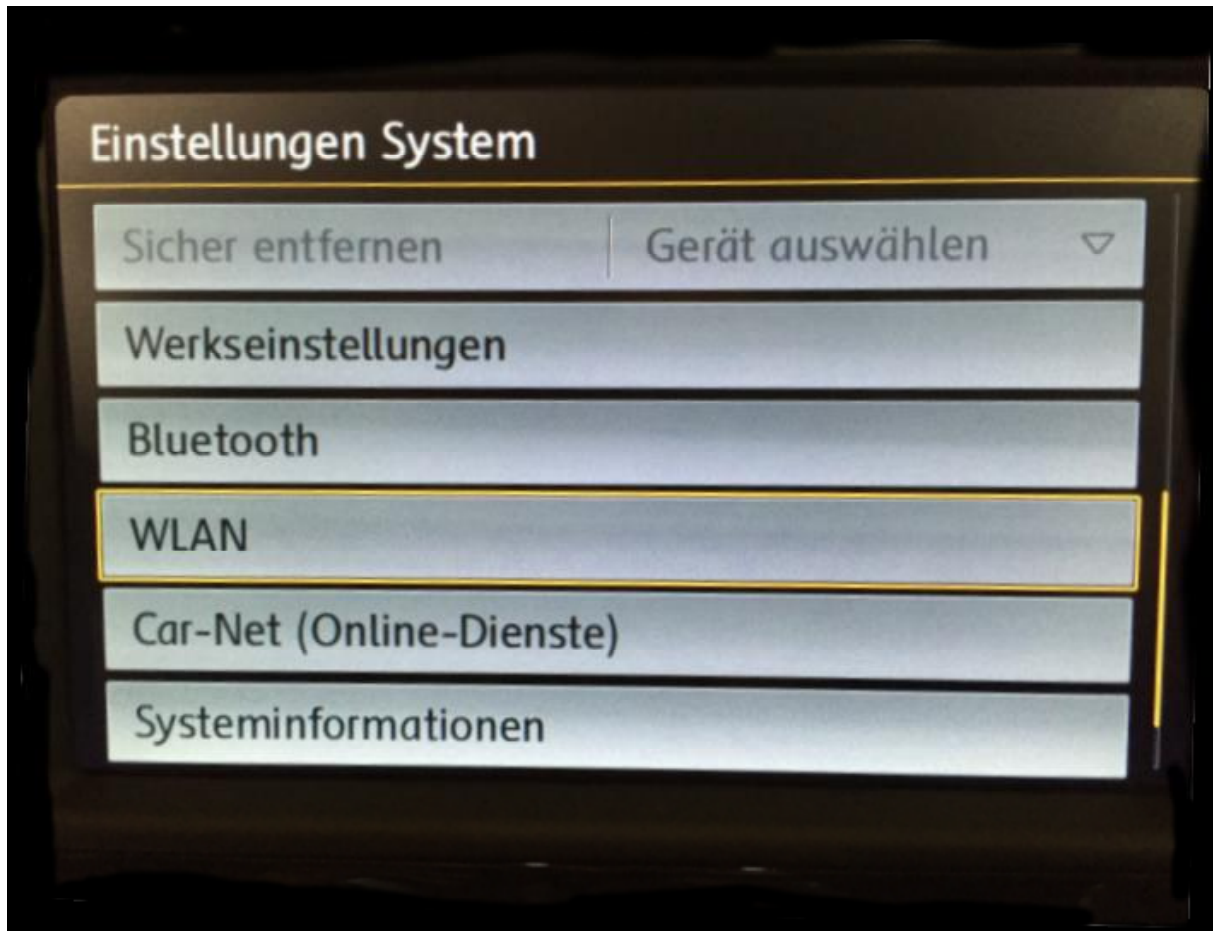 Einstellungen System
Sicher entfernen Gerät auswählen
Werkseinstellungen
Bluetooth
WLAN
Car-Net (Online-Dienste)
Systeminformationen